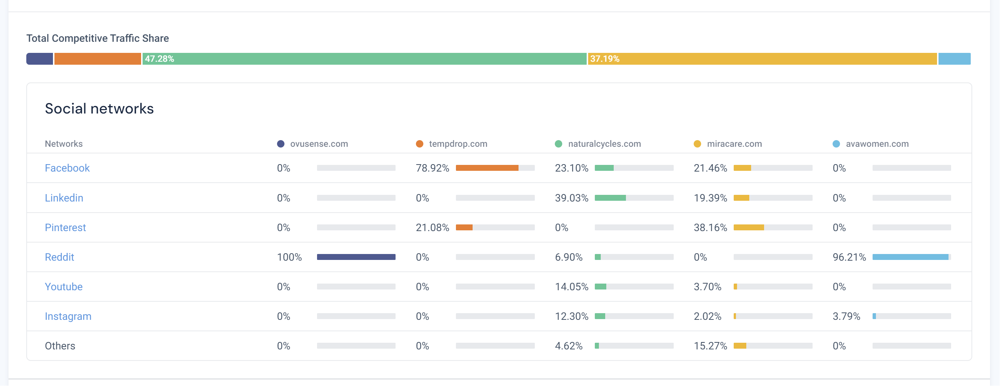 Total Competitive Traffic Share
47.28% 37.19%
Social networks
Networks ovusense.com tempdrop.com naturalcycles.com miracare.com avawomen.com
Facebook 0% 78.92% 23.10% 21.46% 0%
Linkedin 0% 0% 39.03% 19.39% 0%
Pinterest 0% 21.08% 0% 38.16% 0%
Reddit 100% 0% 6.90% 0% 96.21%
Youtube 0% 0% 14.05% 3.70% 0%
Instagram 0% 0% 12.30% 2.02% 3.79%
Others 0% 0% 4.62% 15.27% 0%